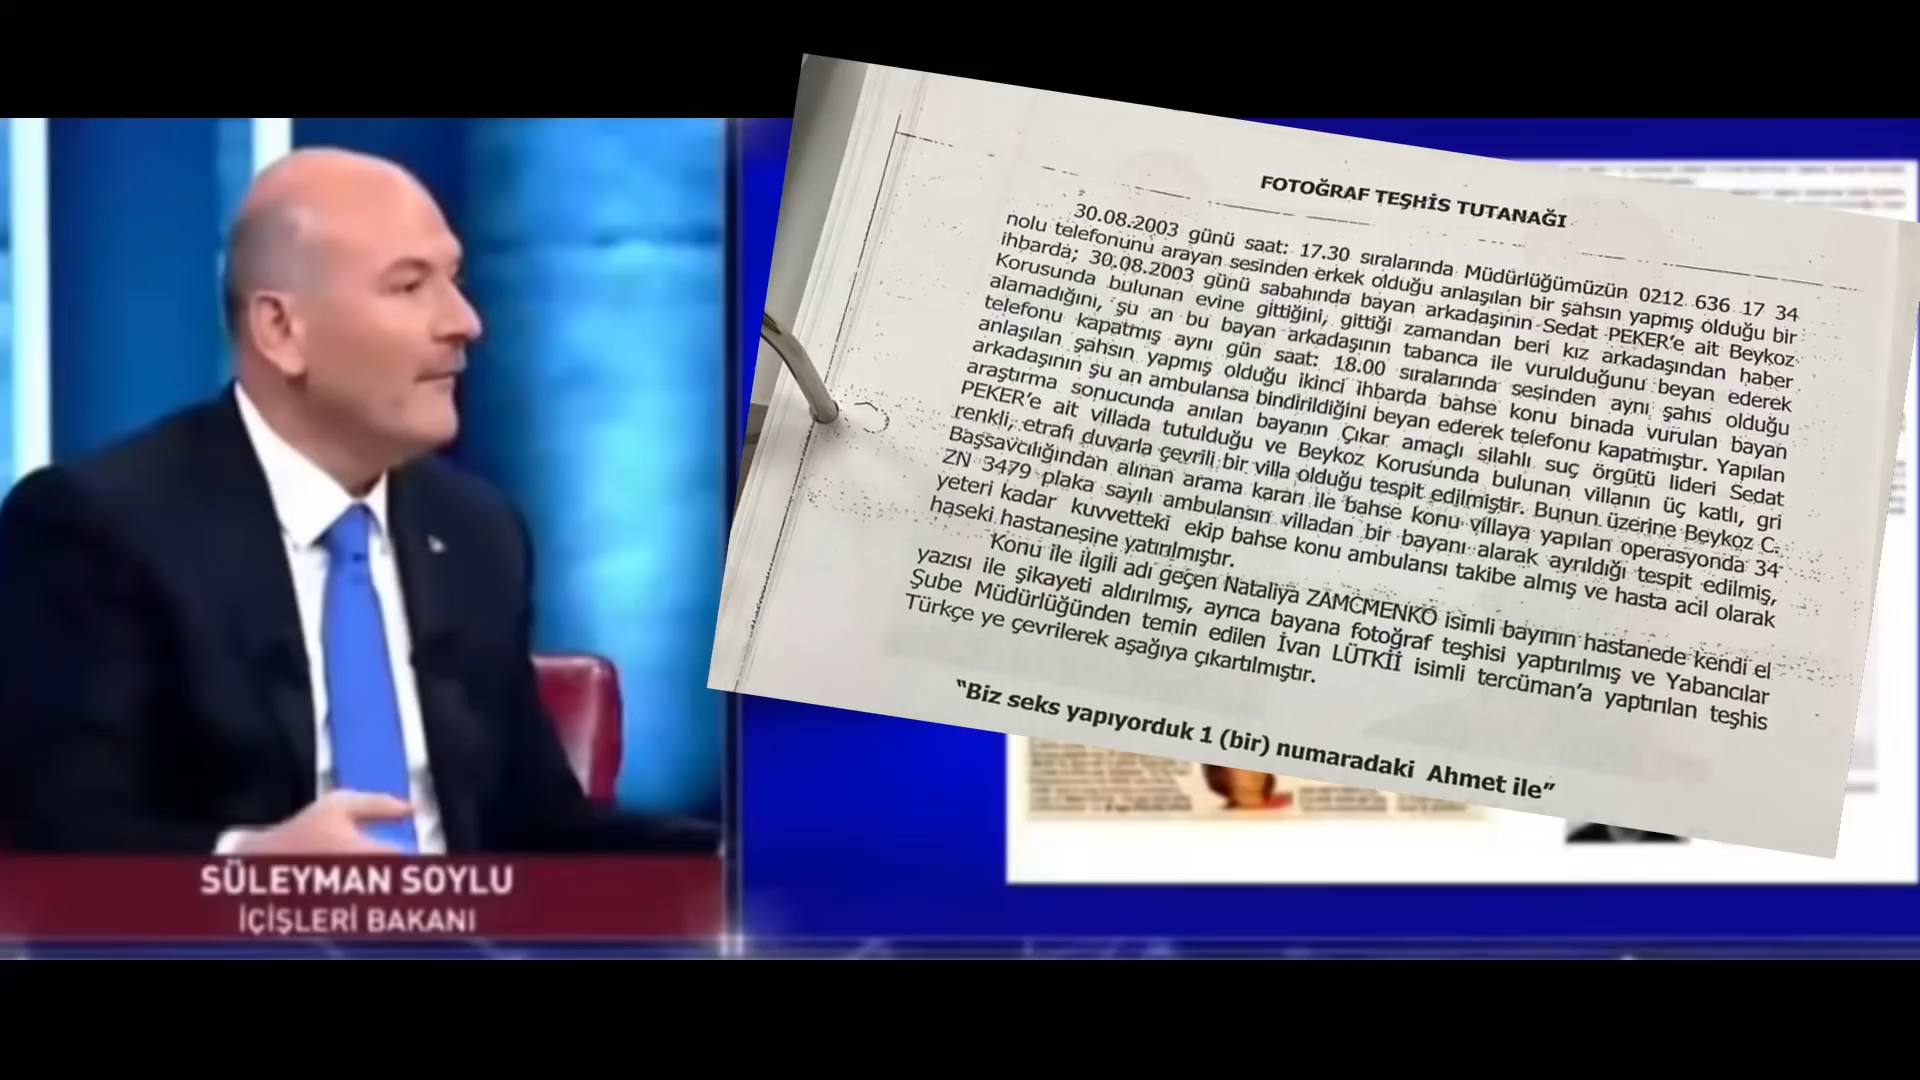 FOTOĞRAF TEŞHİS TUTANAĞI
30.08.2003 günü saat: 17.30 sıralarında Müdürlüğümüzün 0212 636 17 34
nolu telefonunu arayan sesinden erkek olduğu anlaşılan bir şahsın yapmış olduğu bir
ihbarda; 30.08.2003 günü sabahında bayan arkadaşının Sedat PEKER'e ait Beykoz
Korusunda bulunan evine gittiğini, gittiği zamandan beri kız arkadaşından haber
alamadığını, şu an bu bayan arkadaşının tabanca ile vurulduğunu beyan ederek
telefonu kapatmış aynı gün saat: 18.00 sıralarında sesinden aynı şahıs olduğu
anlaşılan şahsın yapmış olduğu ikinci ihbarda bahse konu binada vurulan bayan
arkadaşının şu an ambulansa bindirildiğini beyan ederek telefonu kapatmıştır. Yapılan
araştırma sonucunda anılan bayanın Çıkar amaçlı silahlı suç örgütü lideri Sedat
PEKER'e ait villada tutulduğu ve Beykoz Korusunda bulunan villanın üç katlı, gri
renkli, etrafı duvarla çevrili bir villa olduğu tespit edilmiştir. Bunun üzerine Beykoz C.
Başsavcılığından alınan arama kararı ile bahse konu villaya yapılan operasyonda 34
ZN 3479 plaka sayılı ambulansın villadan bir bayanı alarak ayrıldığı tespit edilmiş,
yeteri kadar kuvvetteki ekip bahse konu ambulansı takibe almış ve hasta acil olarak
haseki hastanesine yatırılmıştır.
Konu ile ilgili adı geçen Nataliya ZAMCMENKO isimli bayının hastanede kendi el
yazısı ile şikayeti aldırılmış, ayrıca bayana fotoğraf teşhisi yaptırılmış ve Yabancılar
Şube Müdürlüğünden temin edilen İvan LÜTKİİ isimli tercüman'a yaptırılan teşhis
Türkçe ye çevrilerek aşağıya çıkartılmıştır.
"Biz seks yapıyorduk 1 (bir) numaradaki Ahmet ile"
SÜLEYMAN SOYLU
İÇİŞLERİ BAKANI